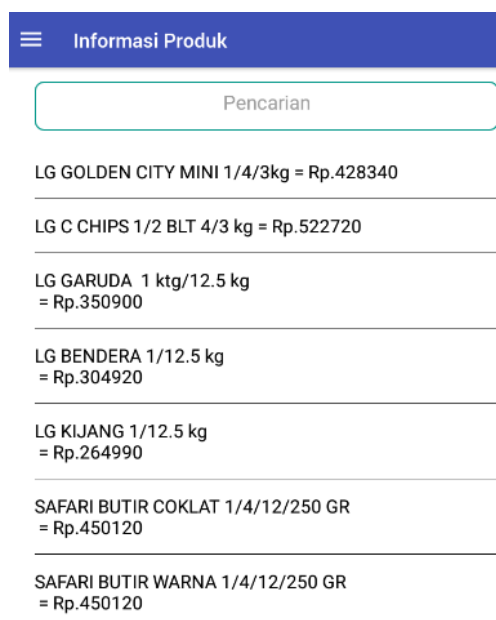 Informasi Produk
Pencarian
LG GOLDEN CITY MINI 1/4/3kg = Rp.428340
LG C CHIPS 1/2 BLT 4/3 kg = Rp.522720
LG GARUDA  1 ktg/12.5 kg
= Rp.350900
LG BENDERA 1/12.5 kg
= Rp.304920
LG KIJANG 1/12.5 kg
= Rp.264990
SAFARI BUTIR COKLAT 1/4/12/250 GR
= Rp.450120
SAFARI BUTIR WARNA 1/4/12/250 GR
= Rp.450120